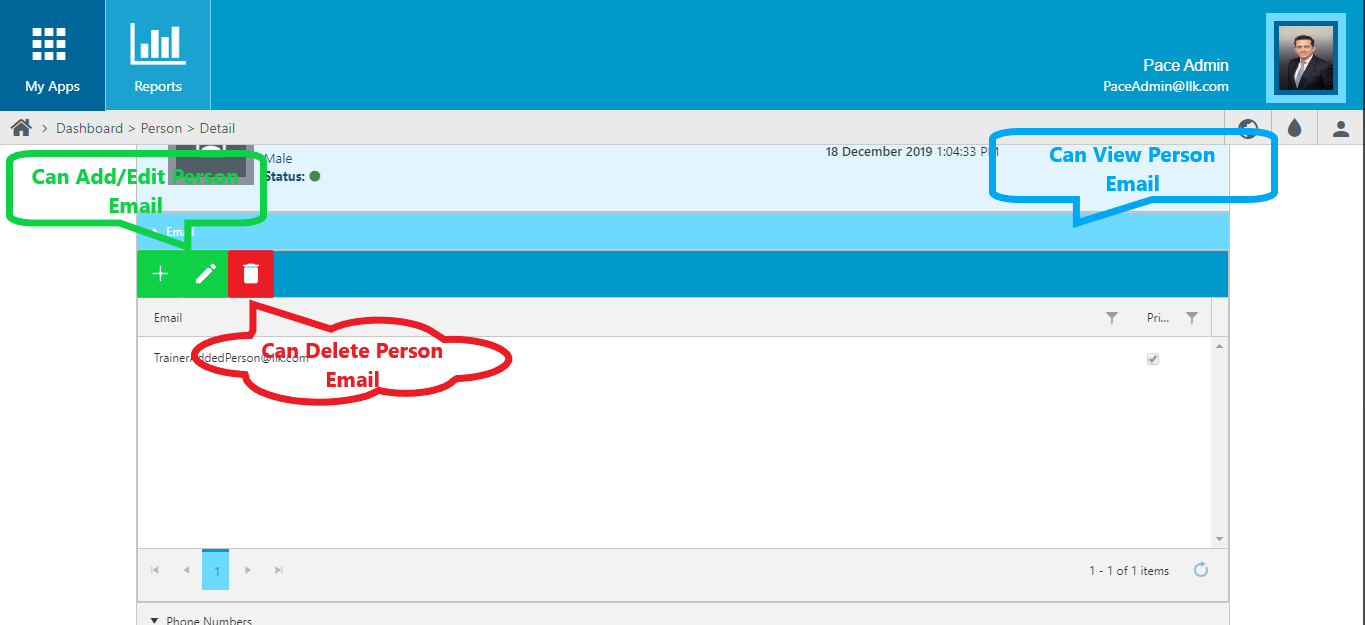 My Apps
Reports
Pace Admin
PaceAdmin@llk.com
Dashboard > Person > Detail
Male
18 December 2019 1:04:33 PM
Status:
Can Add/Edit Person
Email
Can View Person
Email
Email
Email
Pri...
TrainerAddedPerson@llk.com
Can Delete Person
Email
1
1 - 1 of 1 items
Phone Numbers